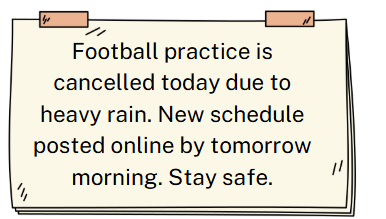 Football practice is
cancelled today due to
heavy rain. New schedule
posted online by tomorrow
morning. Stay safe.